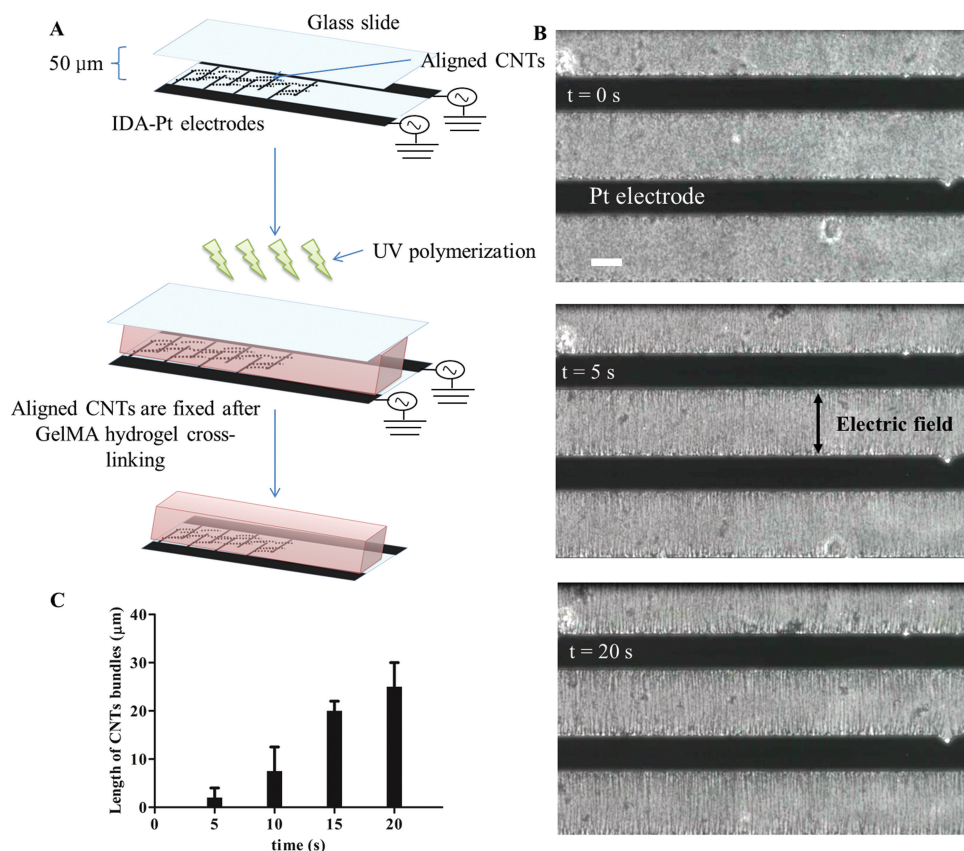 A
Glass slide
50 μm
Aligned CNTs
IDA-Pt electrodes
UV polymerization
Aligned CNTs are fixed after
GelMA hydrogel cross-
linking
B
t = 0 s
Pt electrode
t = 5 s
Electric field
t = 20 s
C
Length of CNTs bundles (μm)
40
30
20
10
0
0 5 10 15 20
time (s)